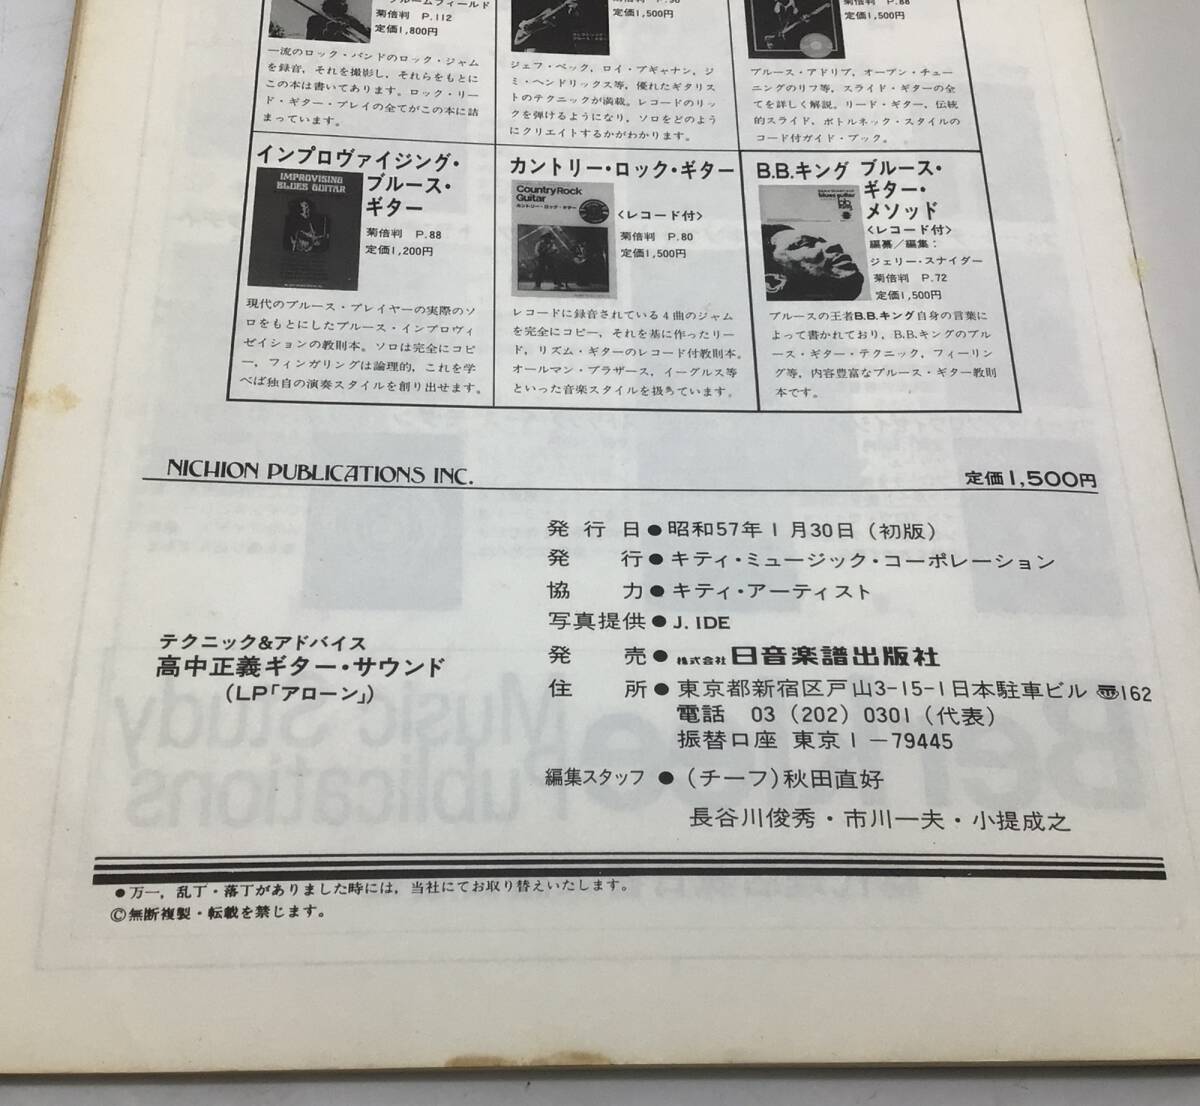 ブルームフィールド
菊倍判 P.112
定価1,800円
一流のロック・バンドのロック・ジャム
を録音，それを撮影し，それらをもとに
この本は書いてあります。ロック・リー
ド・ギター・プレイの全てがこの本に詰
まっています。
定価1,500円
ジェフ・ベック，ロイ・ブキャナン，ジ
ミ・ヘンドリックス等，優れたギタリス
トのテクニックが満載。レコードのリッ
クを弾けるようになり，ソロをどのよう
にクリエイトするかがわかります。
P.88
定価1,500円
ブルース・アドリブ，オープン・チュー
ニングのリフ等，スライド・ギターの全
てを詳しく解説。リード・ギター，伝統
的スライド，ボトルネック・スタイルの
コード付ガイド・ブック。
インプロヴァイジング・
ブルース・
ギター
IMPROVISING
BLUES GUITAR
菊倍判 P.88
定価1,200円
現代のブルース・プレイヤーの実際のソ
ロをもとにしたブルース・インプロヴィ
ゼイションの教則本。ソロは完全にコピ
ー，フィンガリングは論理的，これを学
べば独自の演奏スタイルを創り出せます。
カントリー・ロック・ギター
Country Rock
Guitar
カントリー・ロック・ギター
<レコード付>
菊倍判 P.80
定価1,500円
レコードに録音されている4曲のジャム
を完全にコピー，それを基に作ったリー
ド，リズム・ギターのレコード付教則本。
オールマン・ブラザース，イーグルス等
といった音楽スタイルを扱っています。
B.B.キング ブルース・
ギター・
メソッド
<レコード付>
編纂／編集：
ジェリー・スナイダー
菊倍判 P.72
定価1,500円
blues guitar
ブルースの王者B.B.キング自身の言葉に
よって書かれており，B.B.キングのブル
ース・ギター・テクニック，フィーリン
グ等，内容豊富なブルース・ギター教則
本です。
NICHION PUBLICATIONS INC.
定価1,500円
発行日●昭和57年1月30日（初版）
発行●キティ・ミュージック・コーポレーション
協力●キティ・アーティスト
写真提供●J. IDE
発売●株式会社日音楽譜出版社
住所●東京都新宿区戸山3-15-1日本駐車ビル 〠162
電話 03（202）0301（代表）
振替口座 東京1－79445
編集スタッフ●（チーフ）秋田直好
長谷川俊秀・市川一夫・小提成之
テクニック&アドバイス
高中正義ギター・サウンド
(LP「アローン」)
●万一，乱丁・落丁がありました時には，当社にてお取り替えいたします。
©無断複製・転載を禁じます。